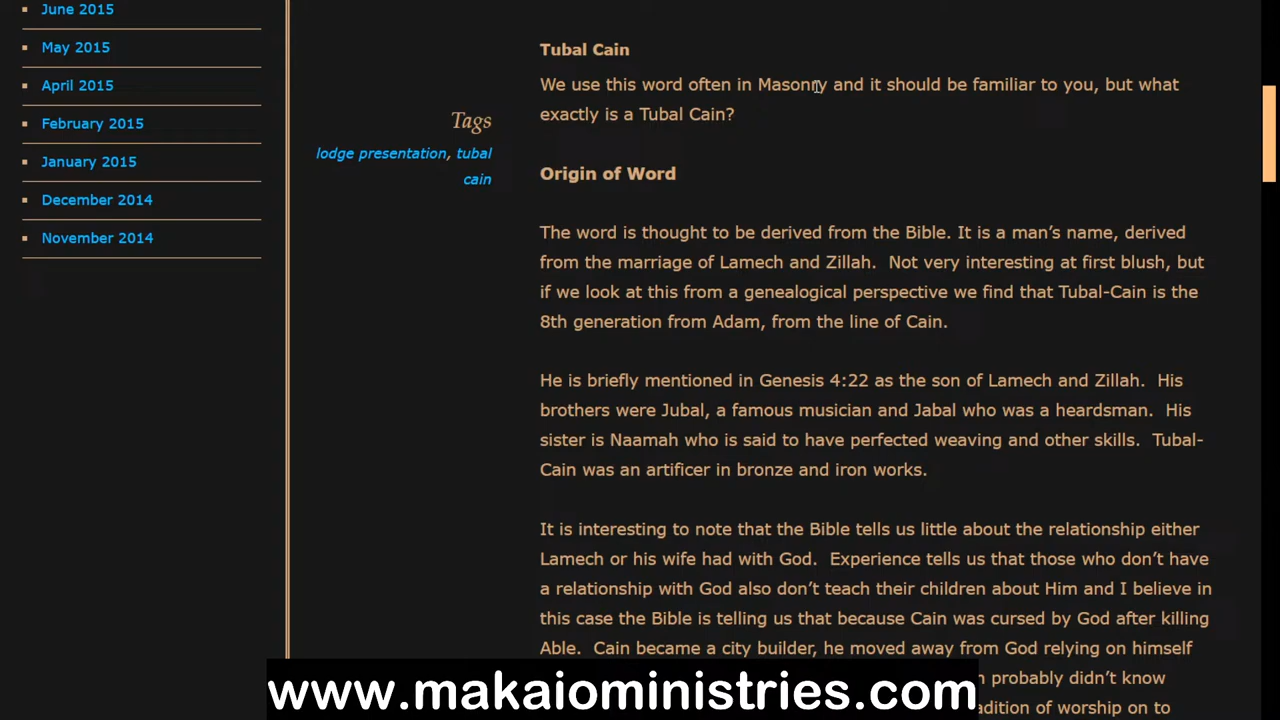 June 2015
May 2015
April 2015
February 2015
January 2015
December 2014
November 2014
Tags
lodge presentation, tubal
cain
Tubal Cain
We use this word often in Masonry and it should be familiar to you, but what
exactly is a Tubal Cain?
Origin of Word
The word is thought to be derived from the Bible. It is a man’s name, derived
from the marriage of Lamech and Zillah.  Not very interesting at first blush, but
if we look at this from a genealogical perspective we find that Tubal-Cain is the
8th generation from Adam, from the line of Cain.
He is briefly mentioned in Genesis 4:22 as the son of Lamech and Zillah.  His
brothers were Jubal, a famous musician and Jabal who was a heardsman.  His
sister is Naamah who is said to have perfected weaving and other skills.  Tubal-
Cain was an artificer in bronze and iron works.
It is interesting to note that the Bible tells us little about the relationship either
Lamech or his wife had with God.  Experience tells us that those who don’t have
a relationship with God also don’t teach their children about Him and I believe in
this case the Bible is telling us that because Cain was cursed by God after killing
Able.  Cain became a city builder, he moved away from God relying on himself
probably didn’t know
of worship on to
www.makaiominstries.com